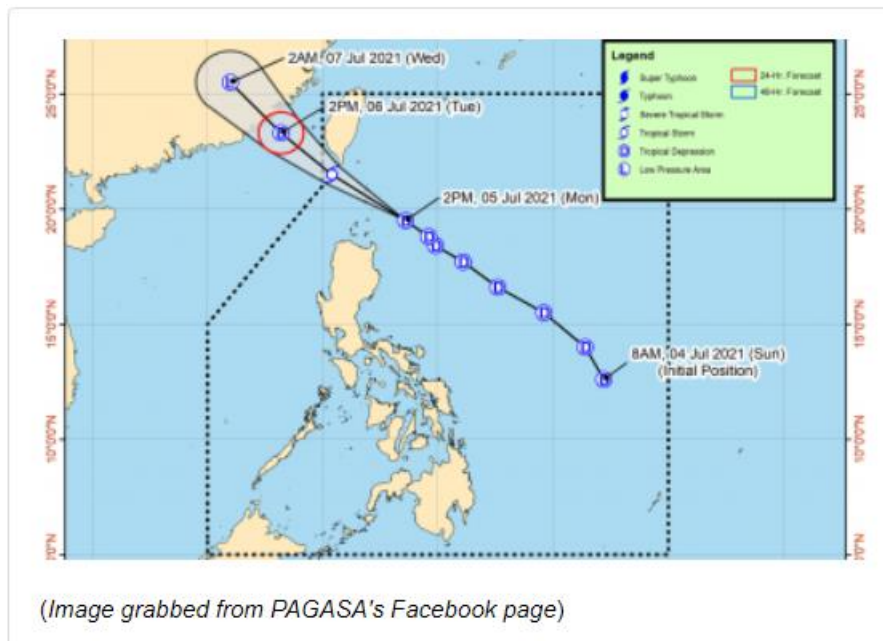 2AM, 07 Jul 2021 (Wed)
2PM, 06 Jul 2021 (Tue)
2PM, 05 Jul 2021 (Mon)
8AM, 04 Jul 2021 (Sun)
(Initial Position)
Legend
Super Typhoon
Typhoon
Severe Tropical Storm
Tropical Storm
Tropical Depression
Low Pressure Area
24-Hr. Forecast
48-Hr. Forecast
25°0'0"N
20°0'0"N
15°0'0"N
10°0'0"N
25°0'0"N
20°0'0"N
15°0'0"N
10°0'0"N
(Image grabbed from PAGASA's Facebook page)